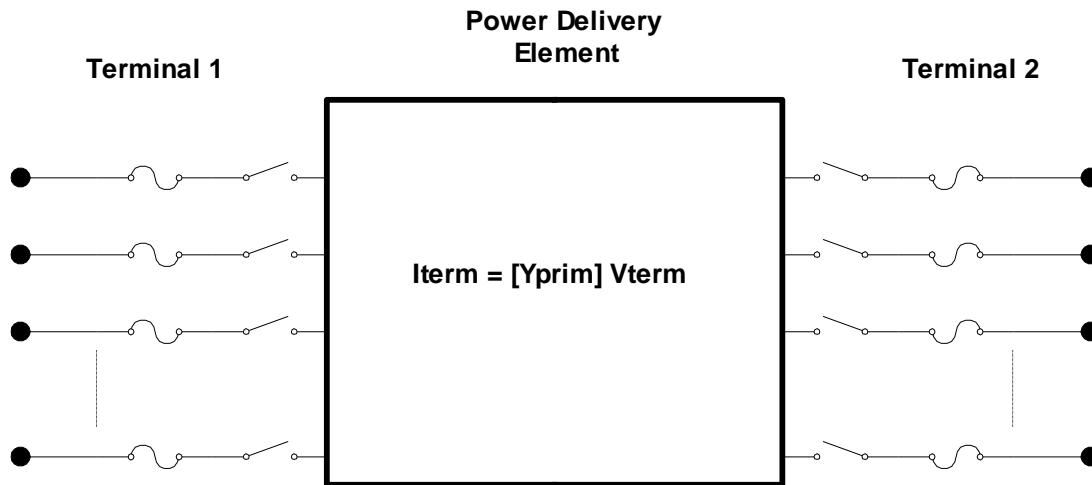 Power Delivery
Element
Terminal 1
Terminal 2
Iterm = [Yprim] Vterm